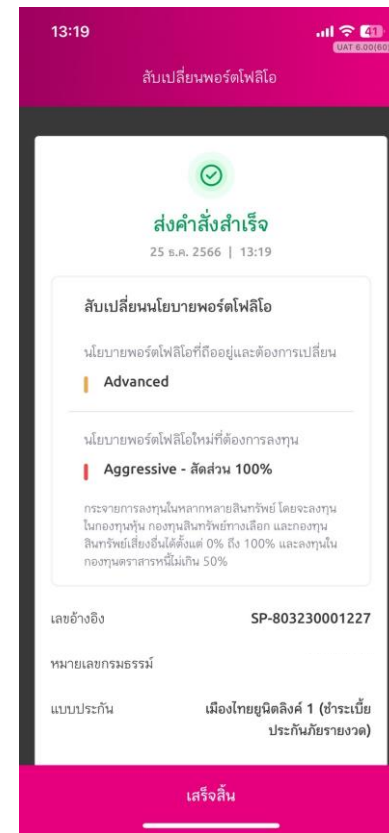 13:19
41
UAT 6.00(60
สับเปลี่ยนพอร์ตโฟลิโอ
ส่งคำสั่งสำเร็จ
25 ธ.ค. 2566 | 13:19
สับเปลี่ยนนโยบายพอร์ตโฟลิโอ
นโยบายพอร์ตโฟลิโอที่ถืออยู่และต้องการเปลี่ยน
Advanced
นโยบายพอร์ตโฟลิโอใหม่ที่ต้องการลงทุน
Aggressive - สัดส่วน 100%
กระจายการลงทุนในหลากหลายสินทรัพย์ โดยจะลงทุน
ในกองทุนหุ้น กองทุนสินทรัพย์ทางเลือก และกองทุน
สินทรัพย์เสี่ยงอื่นได้ตั้งแต่ 0% ถึง 100% และลงทุนใน
กองทุนตราสารหนี้ไม่เกิน 50%
เลขอ้างอิง SP-803230001227
หมายเลขกรมธรรม์
แบบประกัน เมืองไทยยูนิตลิงค์ 1 (ชำระเบี้ย
ประกันภัยรายงวด)
เสร็จสิ้น